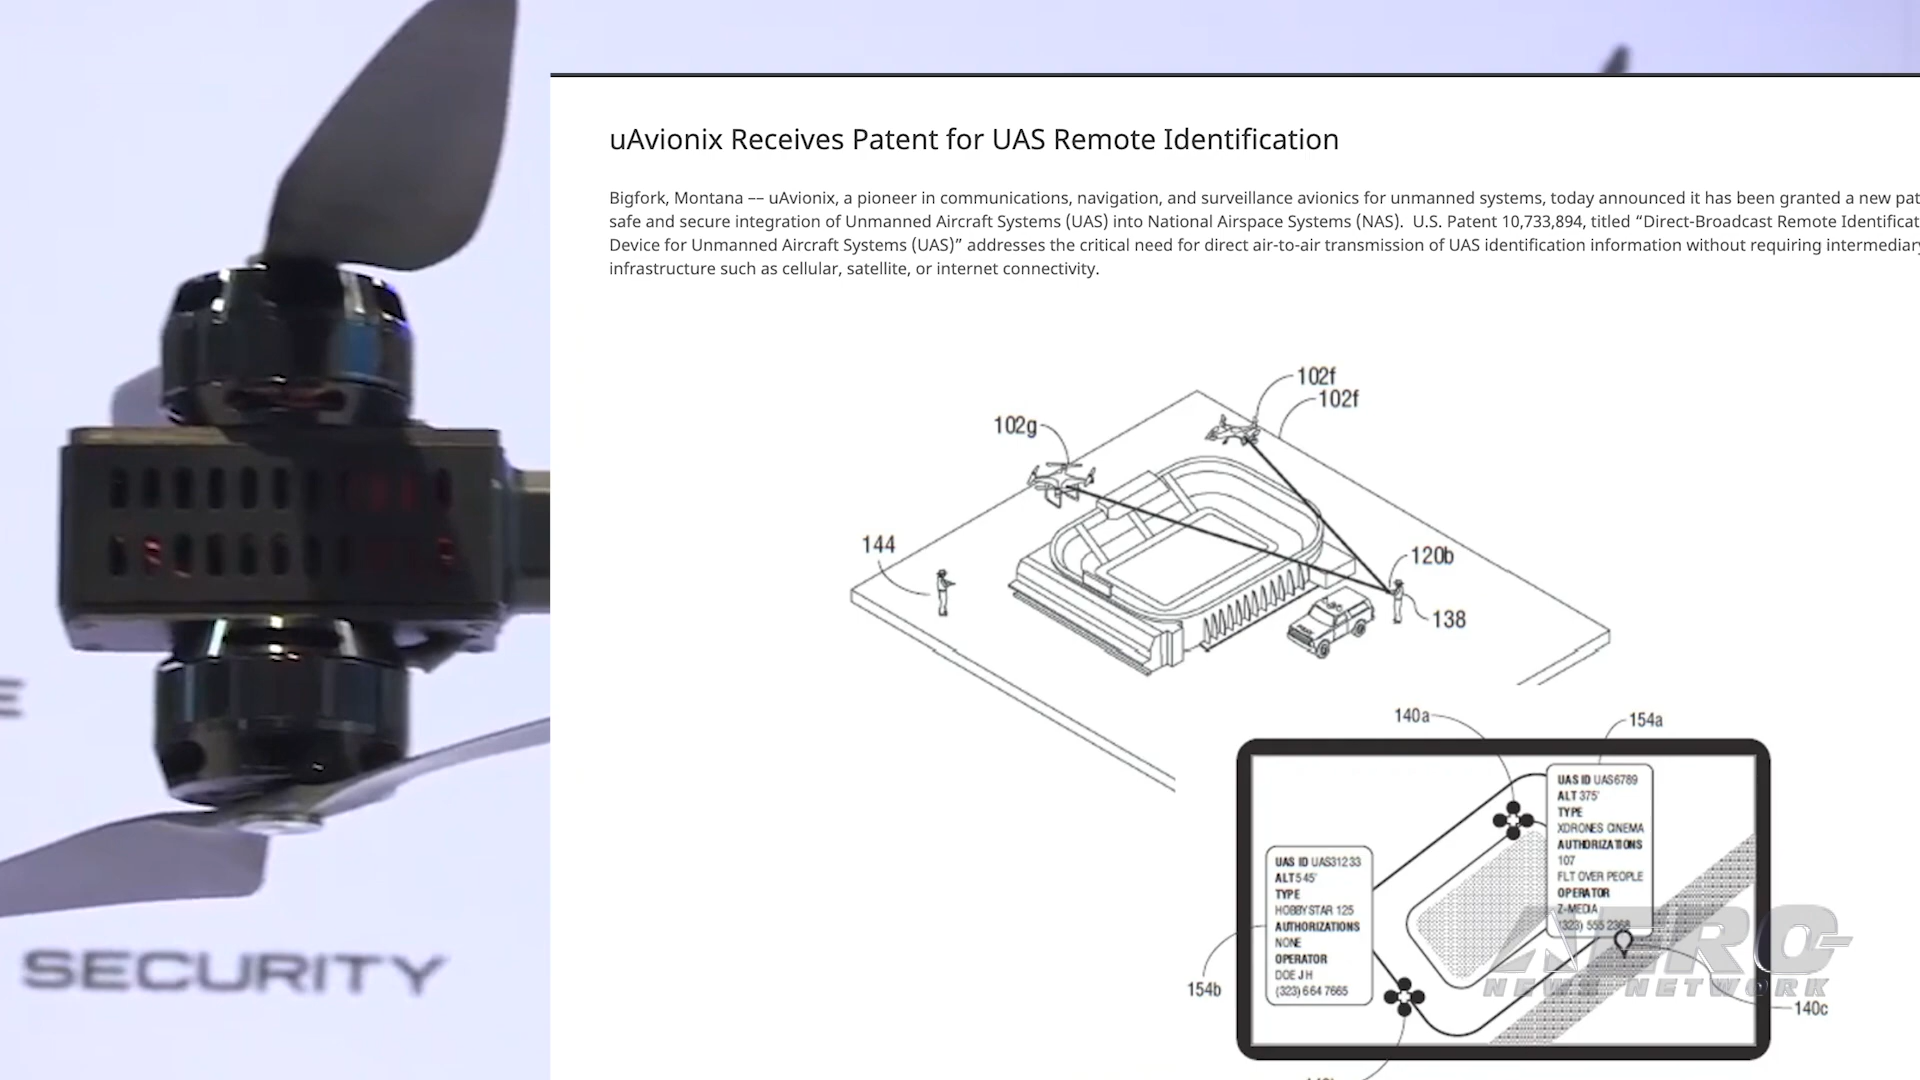 uAvionix Receives Patent for UAS Remote Identification
Bigfork, Montana –– uAvionix, a pioneer in communications, navigation, and surveillance avionics for unmanned systems, today announced it has been granted a new
safe and secure integration of Unmanned Aircraft Systems (UAS) into National Airspace Systems (NAS).  U.S. Patent 10,733,894, titled “Direct-Broadcast Remote
Device for Unmanned Aircraft Systems (UAS)” addresses the critical need for direct air-to-air transmission of UAS identification information without requiring
infrastructure such as cellular, satellite, or internet connectivity.
102f
102f
102g
144
120b
138
140a
154a
UAS ID UAS6789
ALT 375'
TYPE
XDRONES CINEMA
AUTHORIZATIONS
107
FLT OVER PEOPLE
OPERATOR
Z-MEDIA
(323) 555 2368
UAS ID UAS31233
ALT 545'
TYPE
HOBBYSTAR 125
AUTHORIZATIONS
NONE
OPERATOR
DOE J H
(323) 664 7665
154b
140c
AERO-
NEWS NETWORK
SECURITY